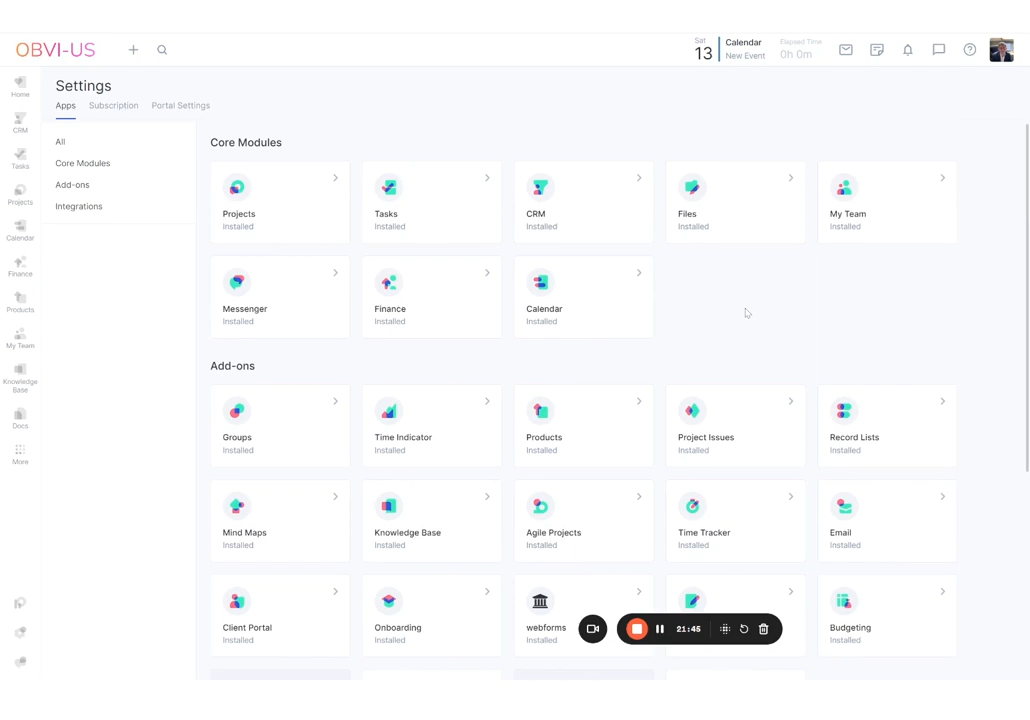 OBVI-US
Sat
13
Calendar
New Event
Elapsed Time
0h 0m
Home
CRM
Tasks
Projects
Calendar
Finance
Products
My Team
Knowledge
Base
Docs
More
Settings
Apps
Subscription
Portal Settings
All
Core Modules
Add-ons
Integrations
Core Modules
Projects
Installed
Tasks
Installed
CRM
Installed
Files
Installed
My Team
Installed
Messenger
Installed
Finance
Installed
Calendar
Installed
Add-ons
Groups
Installed
Time Indicator
Installed
Products
Installed
Project Issues
Installed
Record Lists
Installed
Mind Maps
Installed
Knowledge Base
Installed
Agile Projects
Installed
Time Tracker
Installed
Email
Installed
Client Portal
Installed
Onboarding
Installed
webforms
Installed
Budgeting
Installed
21:45